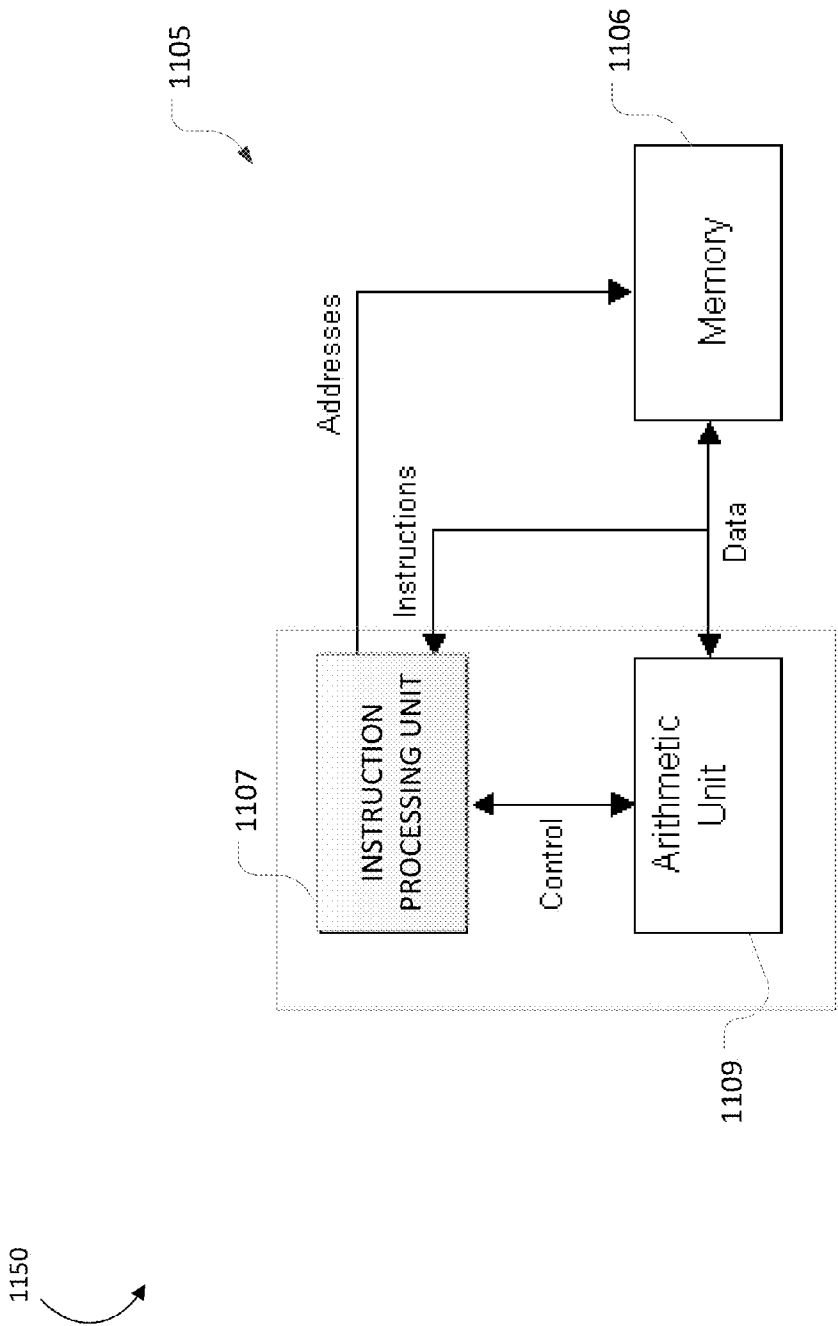 1150
1105
1107
INSTRUCTION
PROCESSING UNIT
Addresses
Instructions
Control
Arithmetic
Unit
Data
Memory
1106
1109